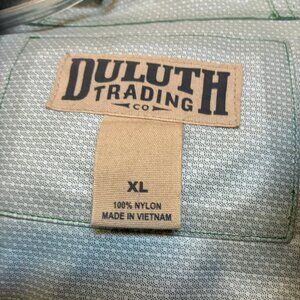 DULUTH
TRADING
CO
XL
100% NYLON
MADE IN VIETNAM